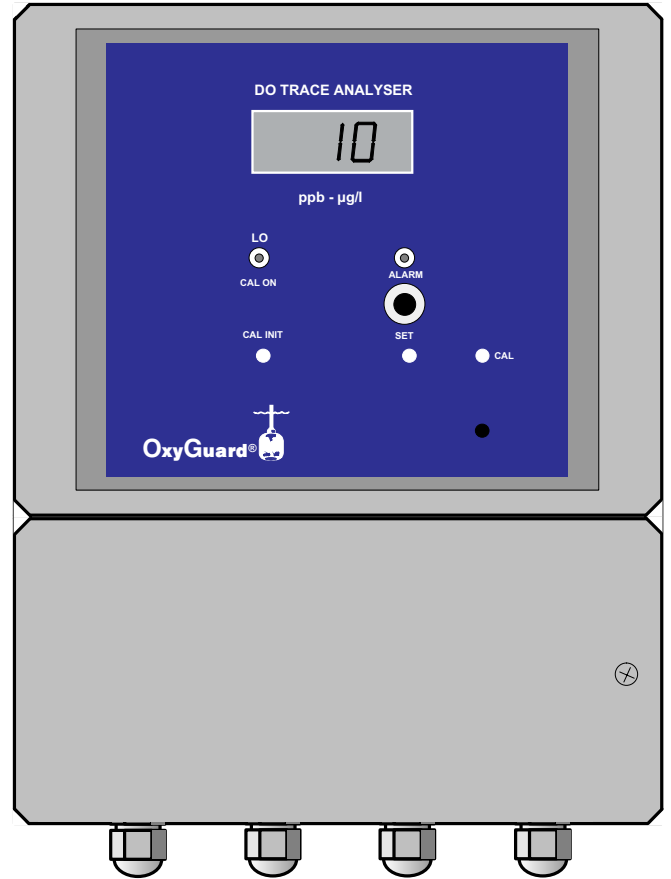 DO TRACE ANALYSER
10
ppb - µg/l
LO
CAL ON
ALARM
CAL INIT
SET
CAL
OxyGuard®